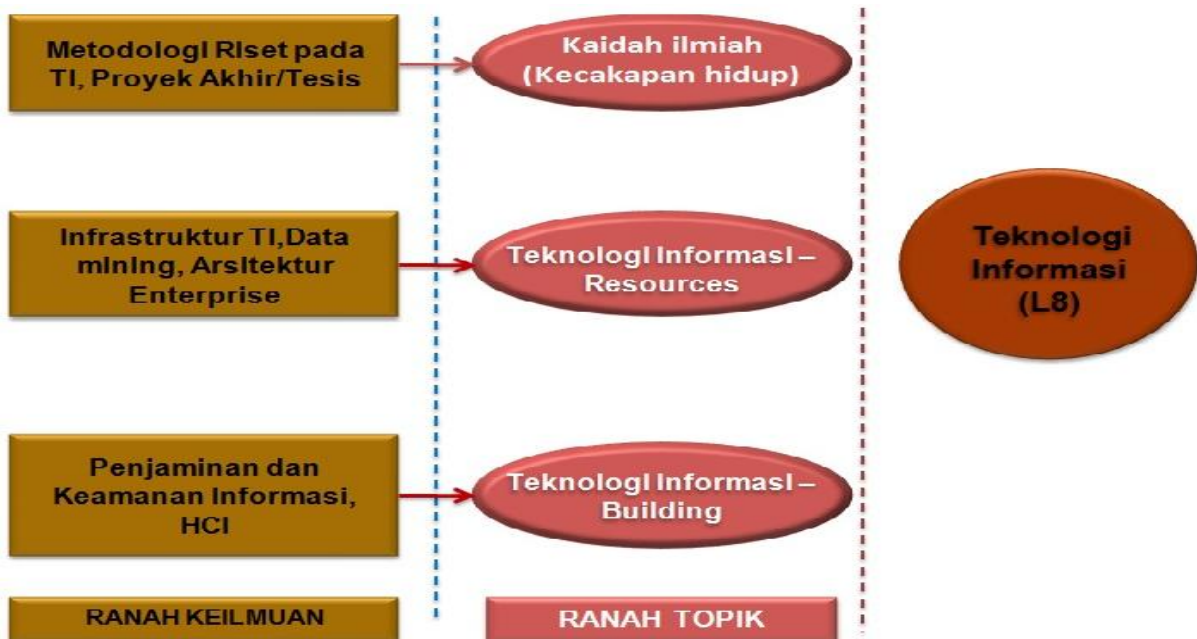 Metodologi Riset pada
TI, Proyek Akhir/Tesis
Kaidah ilmiah
(Kecakapan hidup)
Infrastruktur TI,Data
mining, Arsitektur
Enterprise
Teknologi Informasi –
Resources
Teknologi
Informasi
(L8)
Penjaminan dan
Keamanan Informasi,
HCI
Teknologi Informasi –
Building
RANAH KEILMUAN
RANAH TOPIK